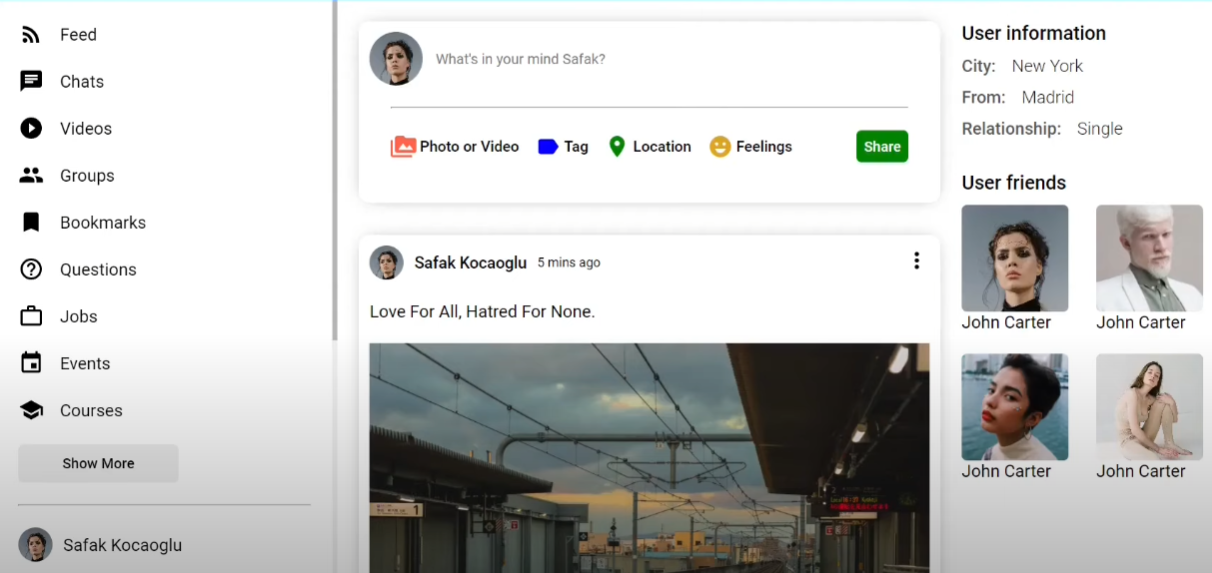 Feed
Chats
Videos
Groups
Bookmarks
Questions
Jobs
Events
Courses
Show More
Safak Kocaoglu
What's in your mind Safak?
Photo or Video
Tag
Location
Feelings
Share
Safak Kocaoglu 5 mins ago
Love For All, Hatred For None.
1
User information
City: New York
From: Madrid
Relationship: Single
User friends
John Carter
John Carter
John Carter
John Carter